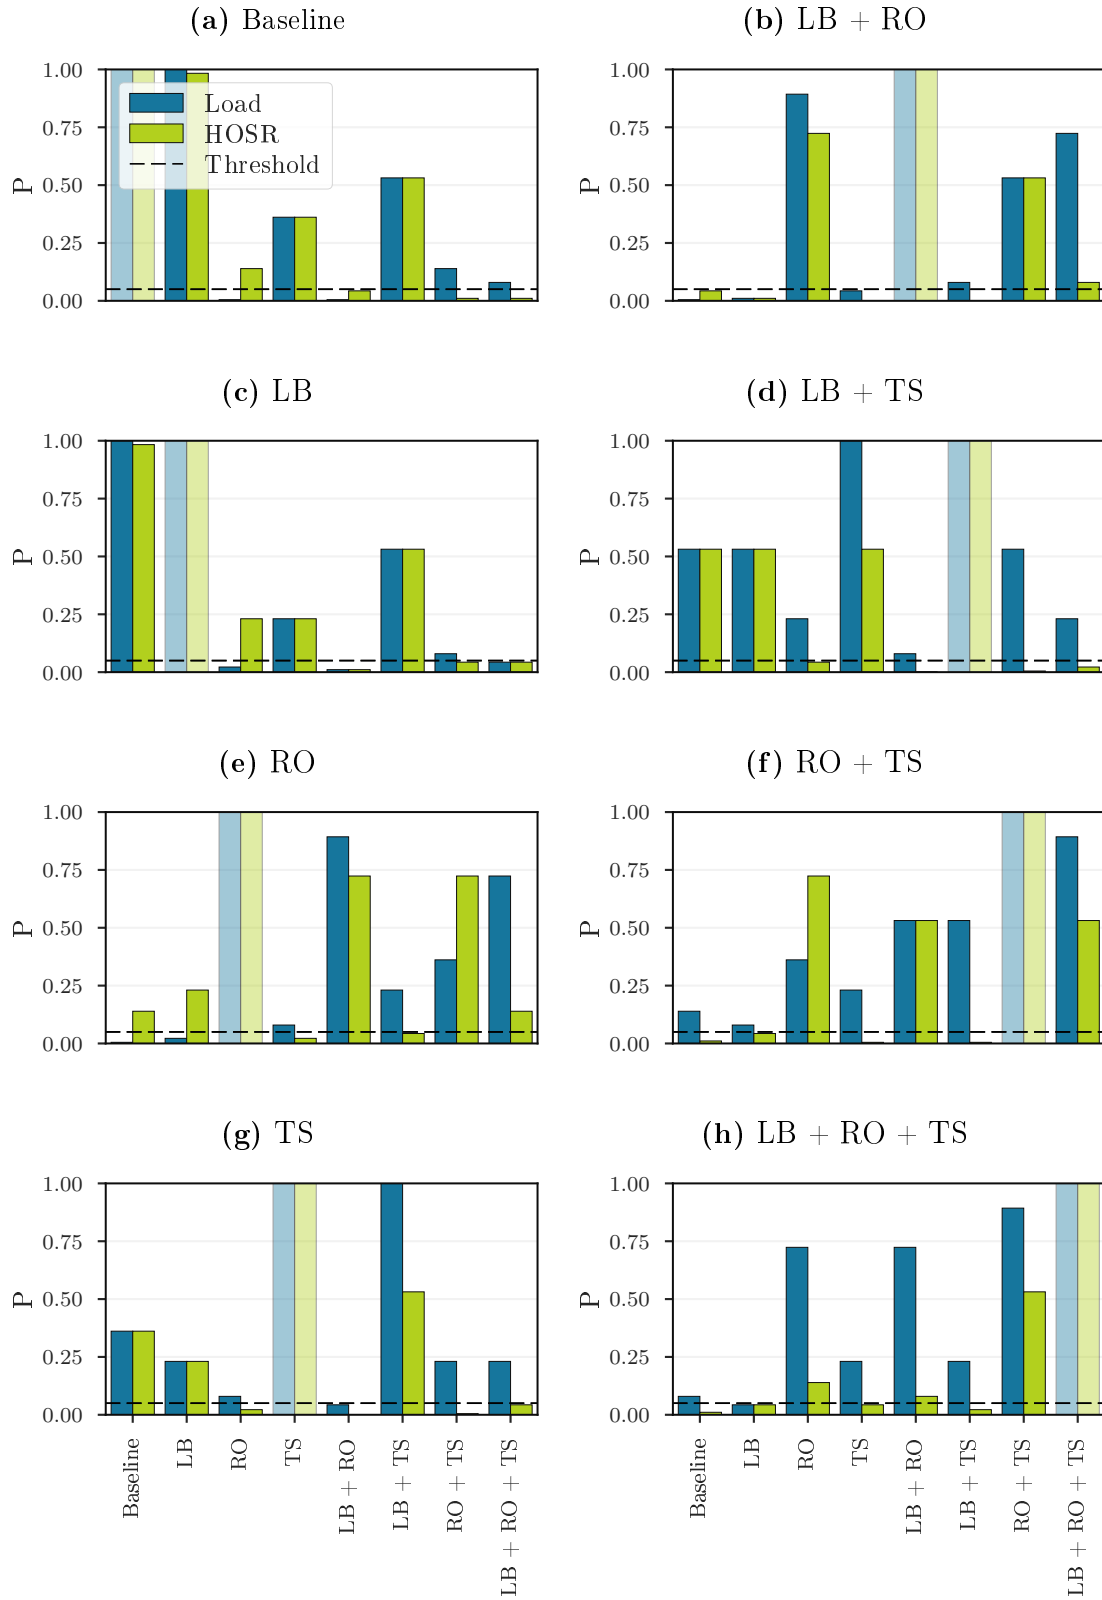 (a) Baseline
(b) LB + RO
1.00
0.75
0.50
0.25
0.00
P
Load
HOSR
Threshold
1.00
0.75
0.50
0.25
0.00
P
(c) LB
(d) LB + TS
1.00
0.75
0.50
0.25
0.00
P
1.00
0.75
0.50
0.25
0.00
P
(e) RO
(f) RO + TS
1.00
0.75
0.50
0.25
0.00
P
1.00
0.75
0.50
0.25
0.00
P
(g) TS
(h) LB + RO + TS
1.00
0.75
0.50
0.25
0.00
P
1.00
0.75
0.50
0.25
0.00
P
Baseline
LB
RO
TS
LB + RO
LB + TS
RO + TS
LB + RO + TS
Baseline
LB
RO
TS
LB + RO
LB + TS
RO + TS
LB + RO + TS